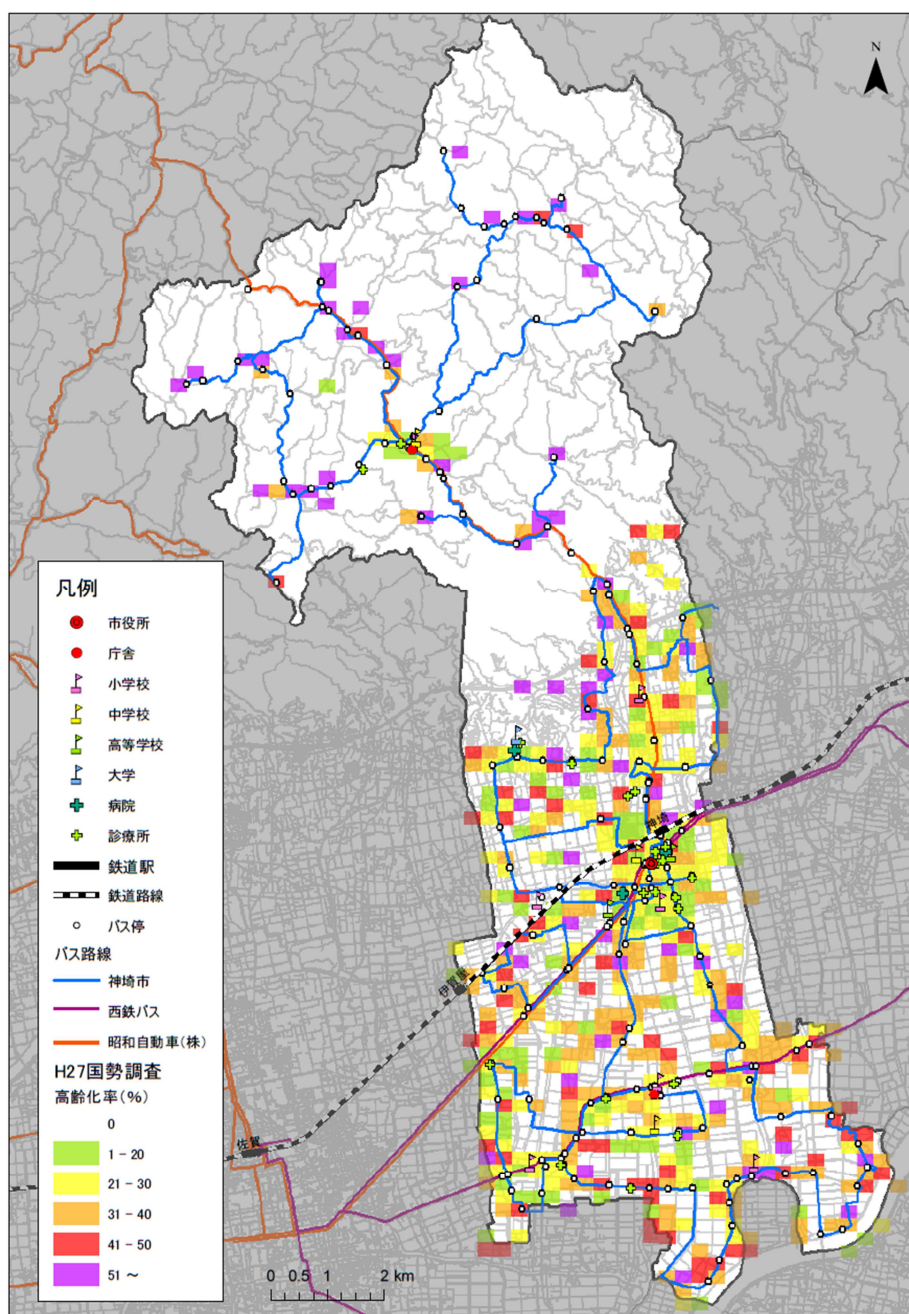 N
神埼
伊賀屋
佐賀
凡例
市役所
庁舎
小学校
中学校
高等学校
大学
病院
診療所
鉄道駅
鉄道路線
バス停
バス路線
神埼市
西鉄バス
昭和自動車(株)
H27国勢調査
高齢化率(%)
0
1 - 20
21 - 30
31 - 40
41 - 50
51 ~
0 0.5 1 2 km